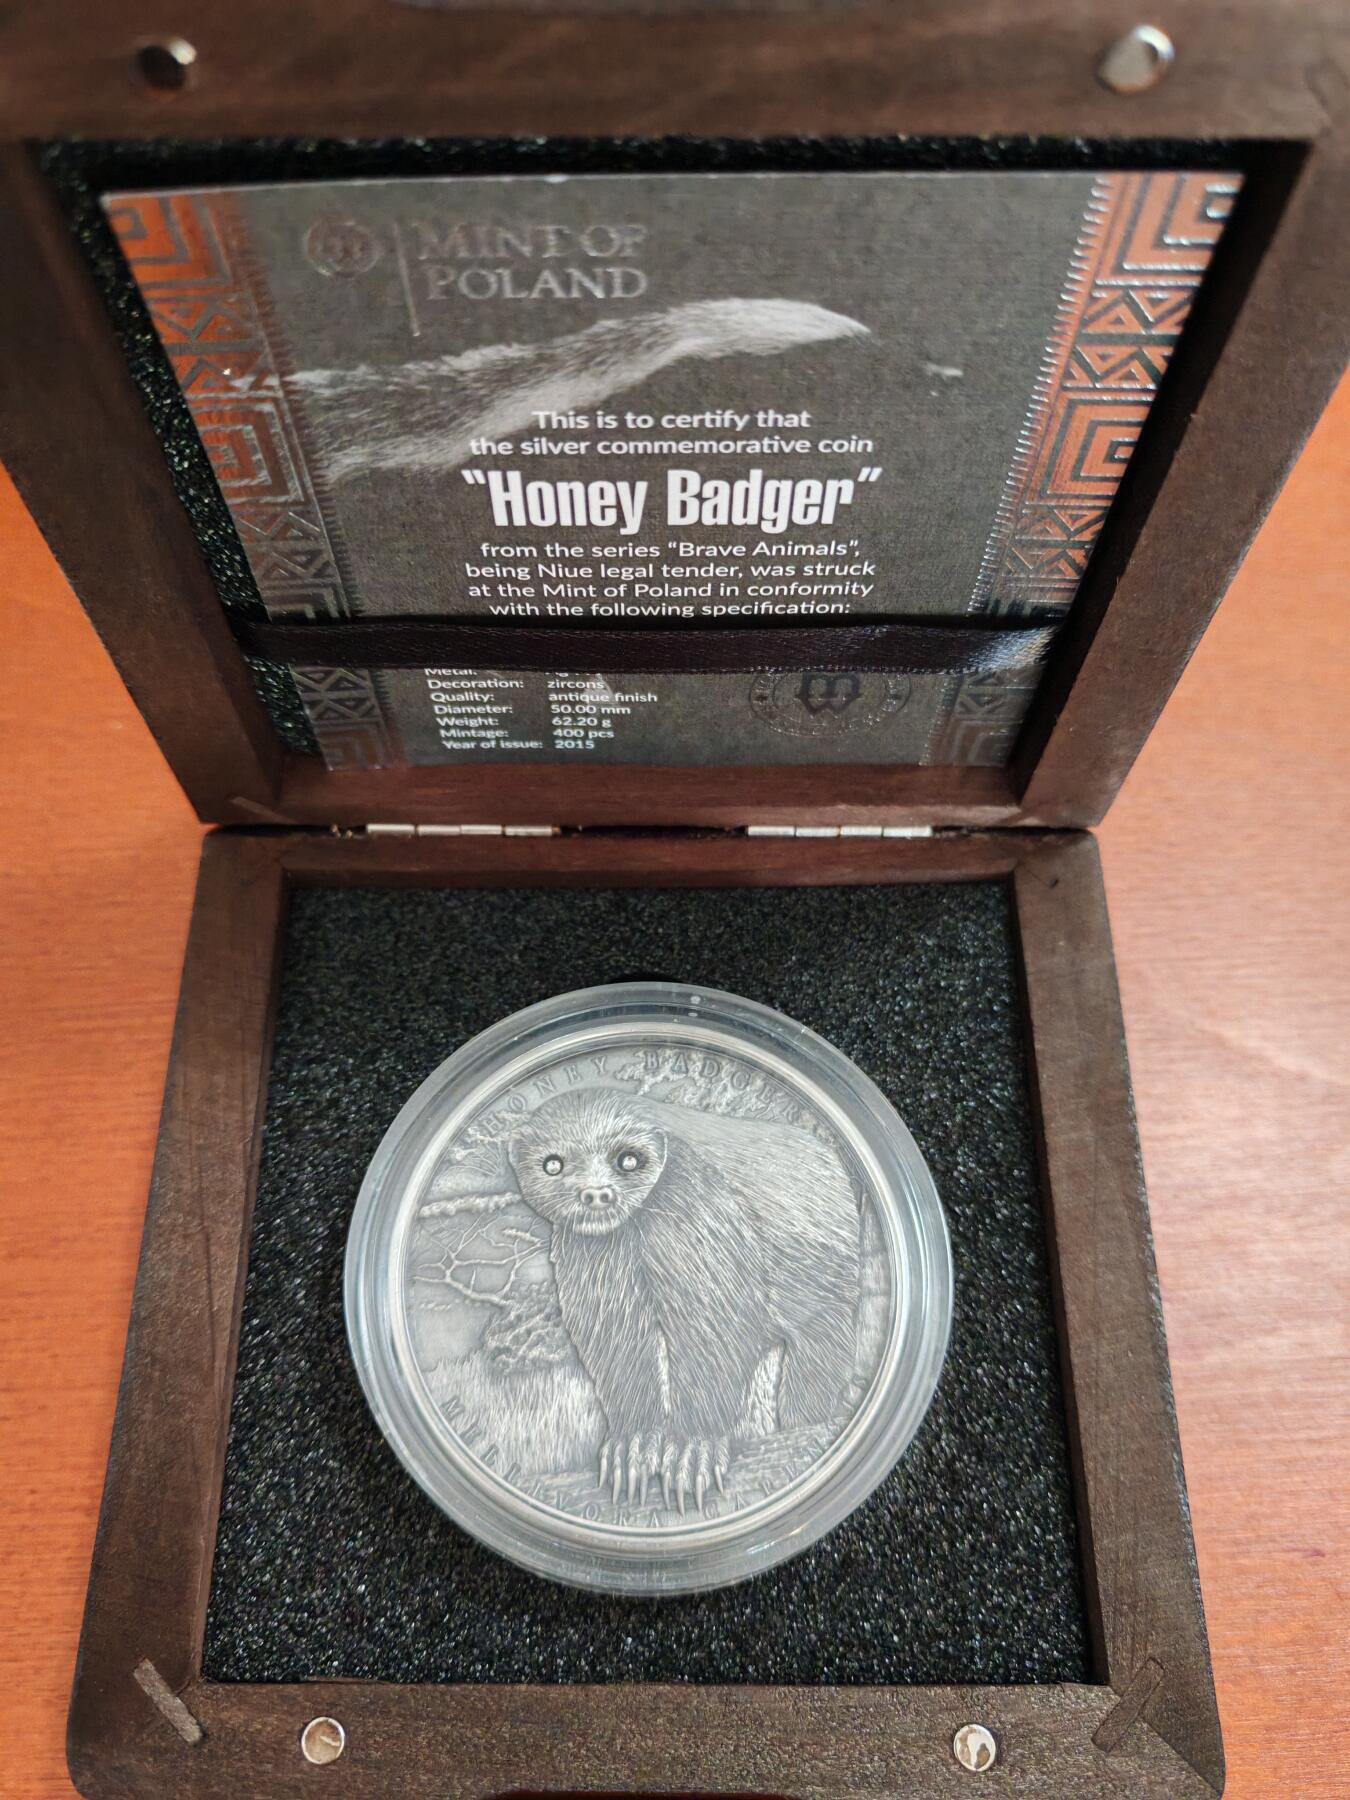 MINT OF
POLAND
This is to certify that
the silver commemorative coin
"Honey Badger"
from the series “Brave Animals”,
being Niue legal tender, was struck
at the Mint of Poland in conformity
with the following specification:
Metal:
Decoration: zircons
Quality: antique finish
Diameter: 50.00 mm
Weight: 62.20 g
Mintage: 400 pcs
Year of issue: 2015
HONEY BADGER
MELLIVORA CAPENSIS